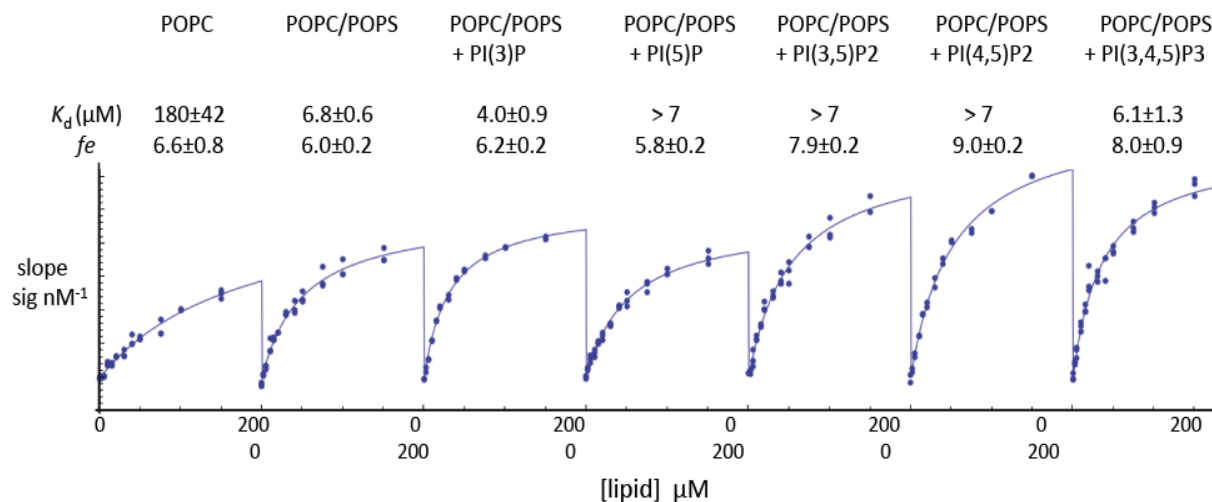 POPC POPC/POPS POPC/POPS POPC/POPS POPC/POPS POPC/POPS POPC/POPS
+ PI(3)P + PI(5)P + PI(3,5)P2 + PI(4,5)P2 + PI(3,4,5)P3
Kd (μM) 180±42 6.8±0.6 4.0±0.9 > 7 > 7 > 7 6.1±1.3
fe 6.6±0.8 6.0±0.2 6.2±0.2 5.8±0.2 7.9±0.2 9.0±0.2 8.0±0.9
slope
sig nM-1
0 200 0 200 0 200 0 200
0 200 0 200 0 200
[lipid] μM